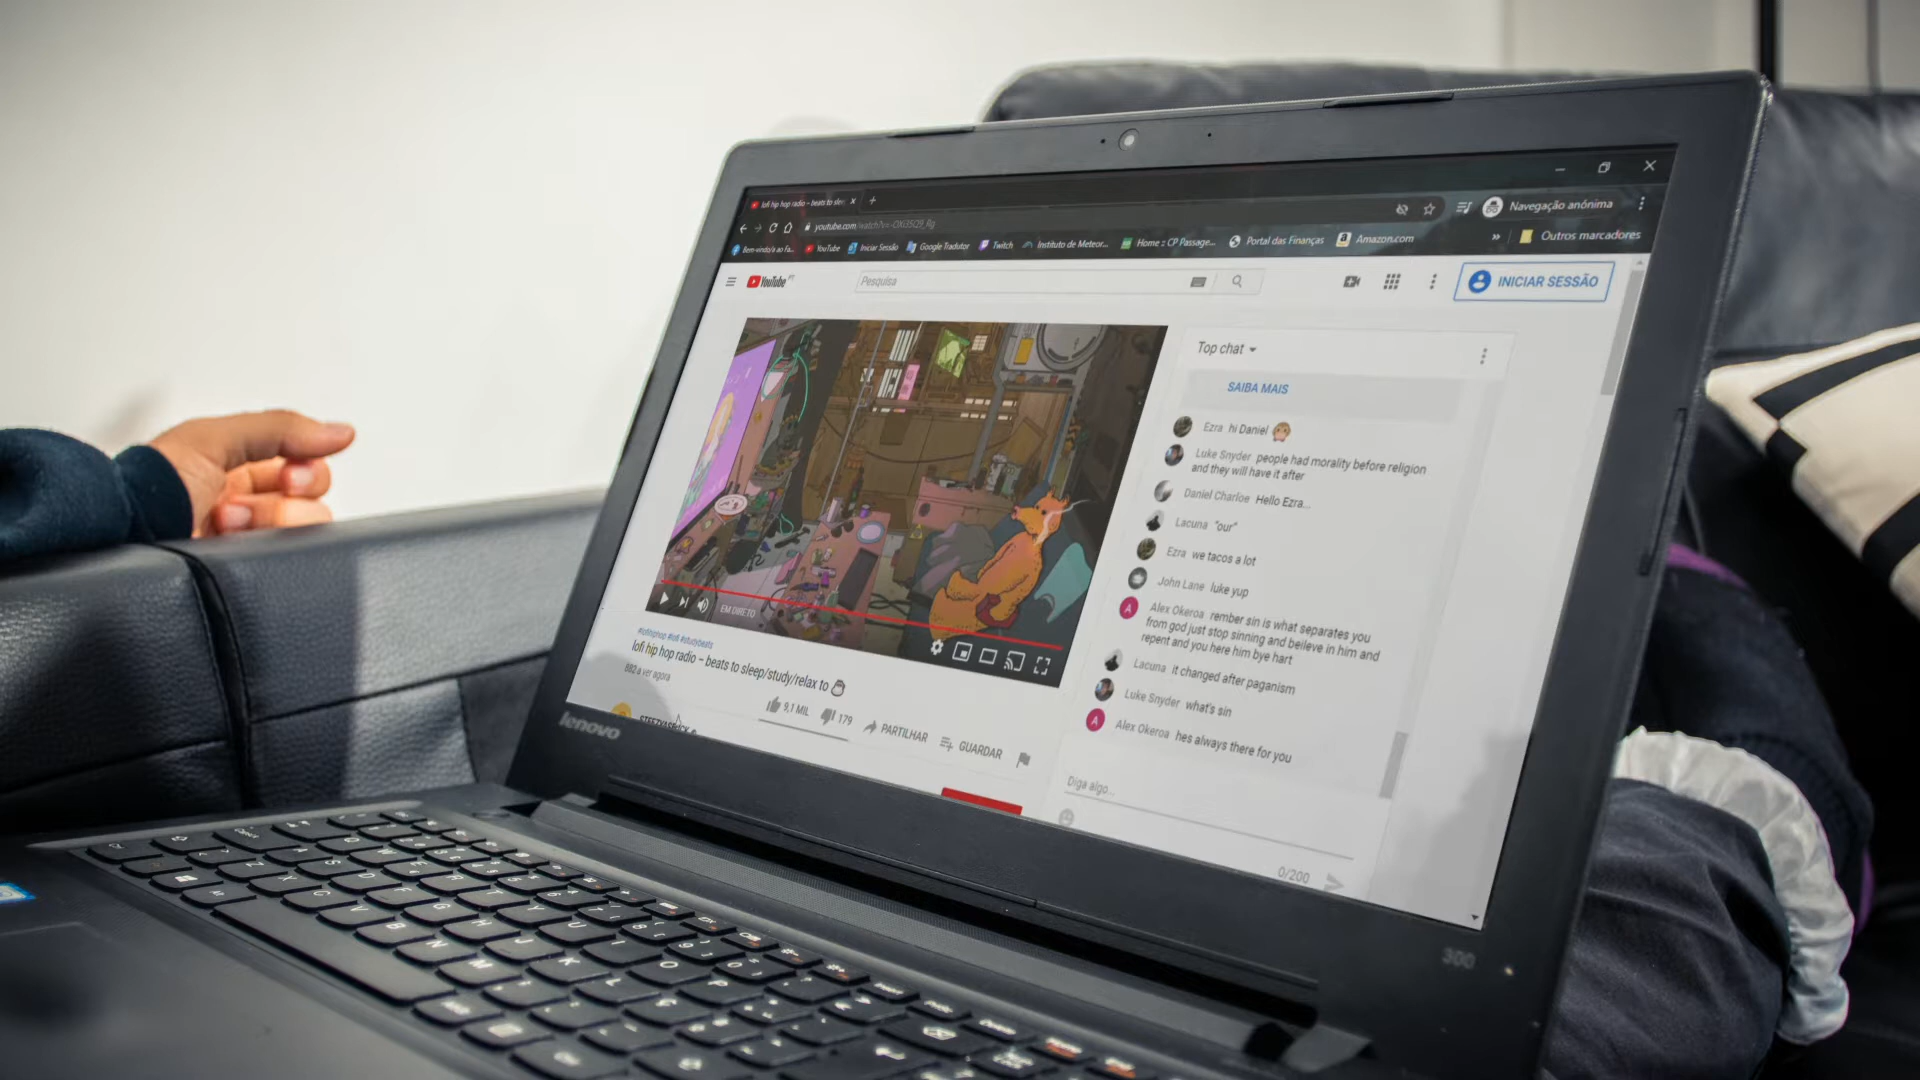 lofi hip hop radio – beats to slee
youtube.com/watch?v=
Navegação anónima
YouTube
Iniciar Sessão
Google Tradutor
Twitch
Instituto de Meteor...
Home :: CP Passage...
Portal das Finanças
Amazon.com
»
Outros marcadores
YouTube PT
Pesquisa
INICIAR SESSÃO
EM DIRETO
#lofihiphop #lofi #studybeats
lofi hip hop radio – beats to sleep/study/relax to
882 a ver agora
9,1 MIL
179
PARTILHAR
GUARDAR
Top chat
SAIBA MAIS
Ezra hi Daniel
Luke Snyder people had morality before religion
and they will have it after
Daniel Charloe Hello Ezra...
Lacuna "our"
Ezra we tacos a lot
John Lane luke yup
A
Alex Okeroa rember sin is what separates you
from god just stop sinning and beileve in him and
repent and you here him bye hart
Lacuna it changed after paganism
Luke Snyder what's sin
A
Alex Okeroa hes always there for you
Diga algo...
0/200
lenovo
300